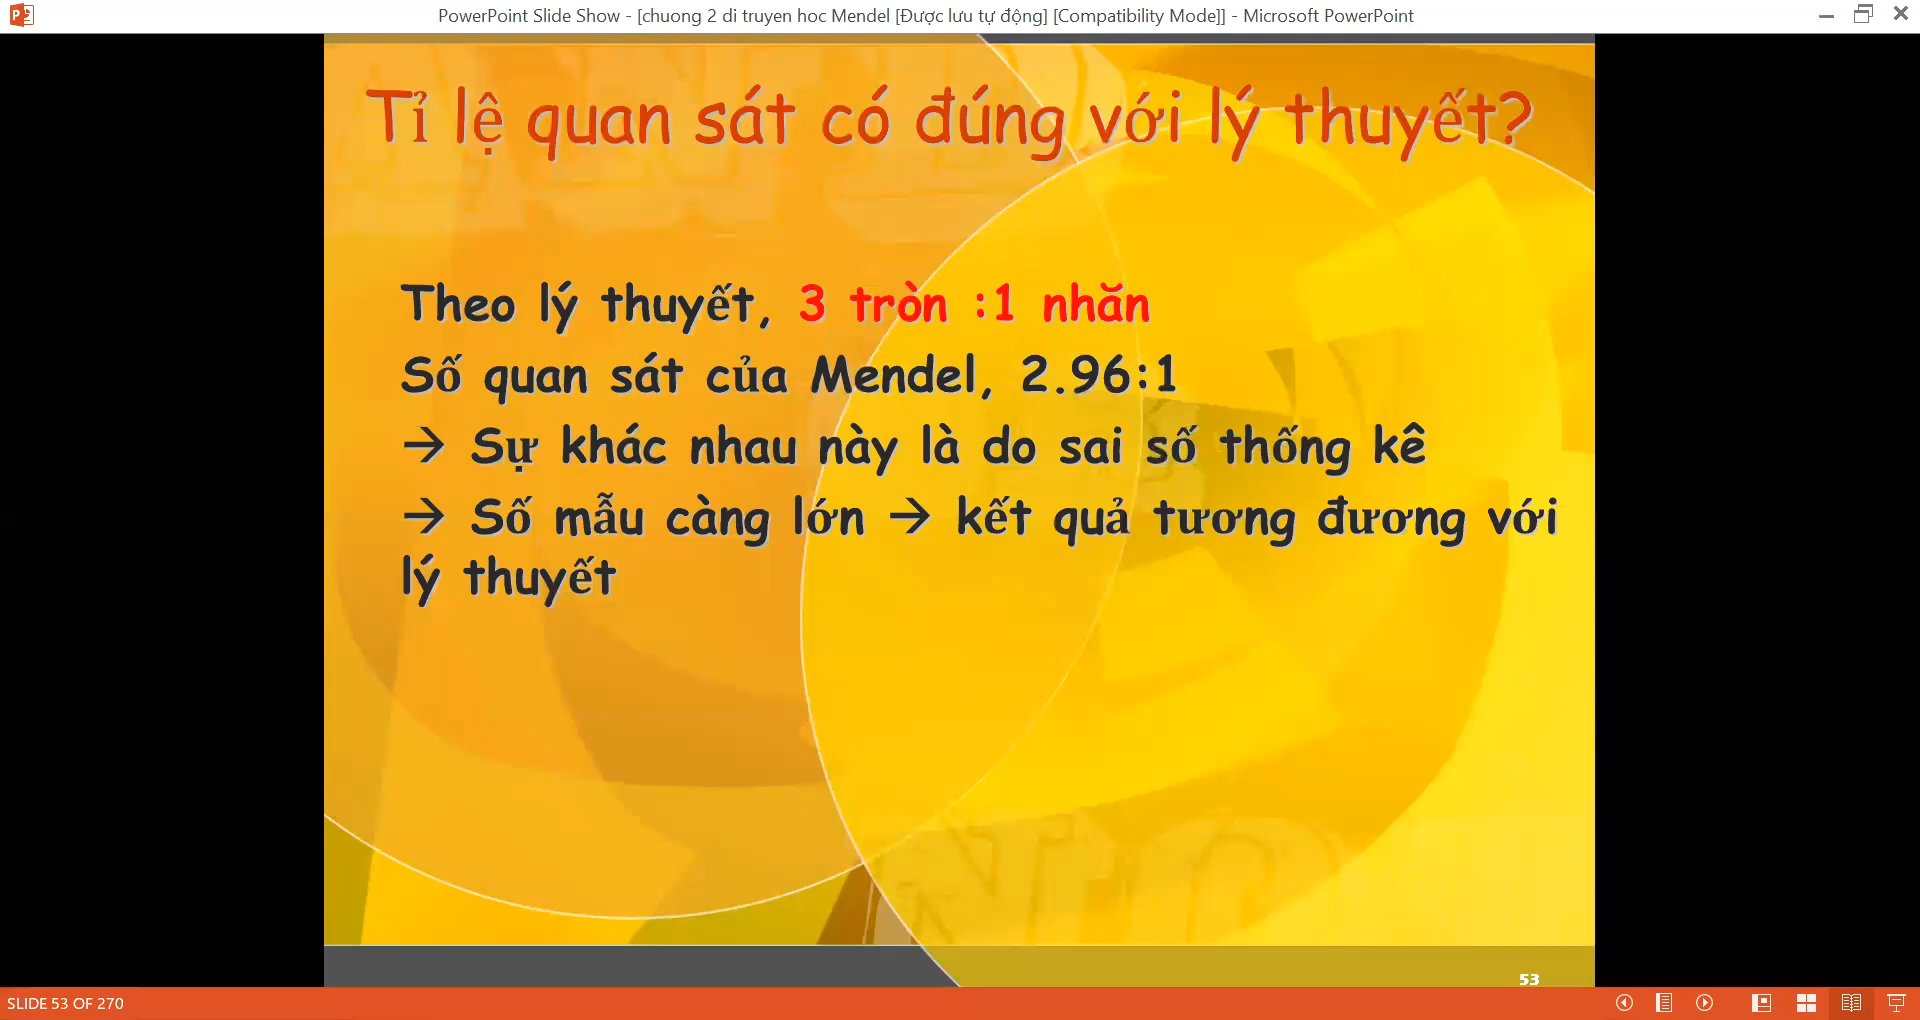 PowerPoint Slide Show - [chuong 2 di truyen hoc Mendel [Được lưu tự động] [Compatibility Mode]] - Microsoft PowerPoint
Tỉ lệ quan sát có đúng với lý thuyết?
Theo lý thuyết, 3 tròn :1 nhăn
Số quan sát của Mendel, 2.96:1
→ Sự khác nhau này là do sai số thống kê
→ Số mẫu càng lớn → kết quả tương đương với
lý thuyết
53
SLIDE 53 OF 270